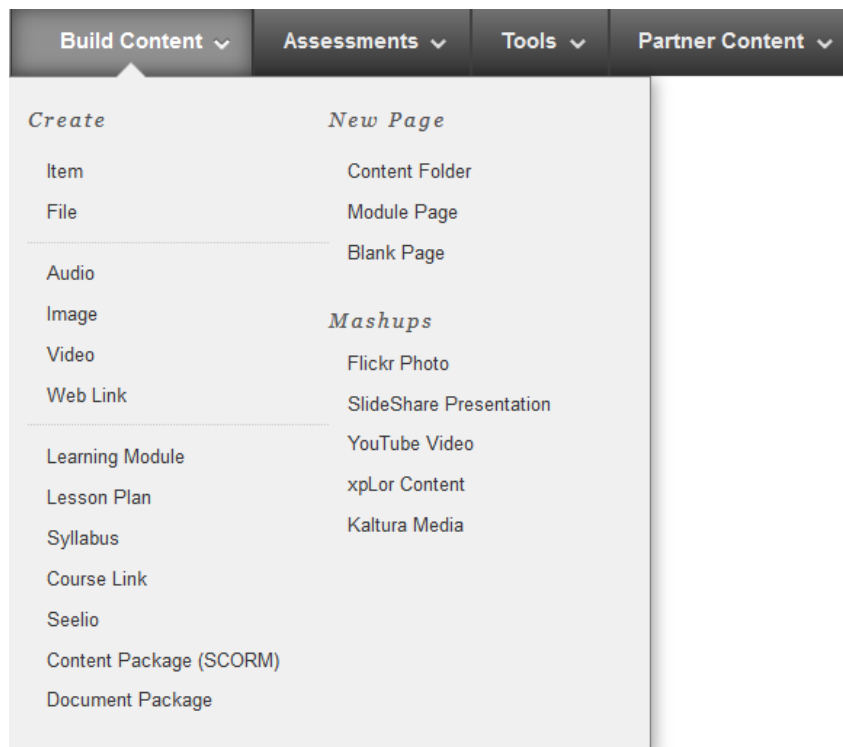 Build Content Assessments Tools Partner Content
Create
Item
File
Audio
Image
Video
Web Link
Learning Module
Lesson Plan
Syllabus
Course Link
Seelio
Content Package (SCORM)
Document Package
New Page
Content Folder
Module Page
Blank Page
Mashups
Flickr Photo
SlideShare Presentation
YouTube Video
xpLor Content
Kaltura Media